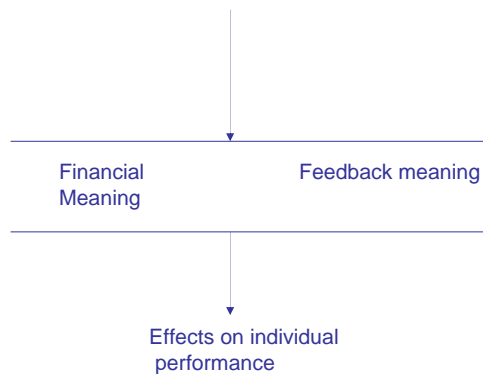 Financial Feedback meaning
Meaning
Effects on individual
performance